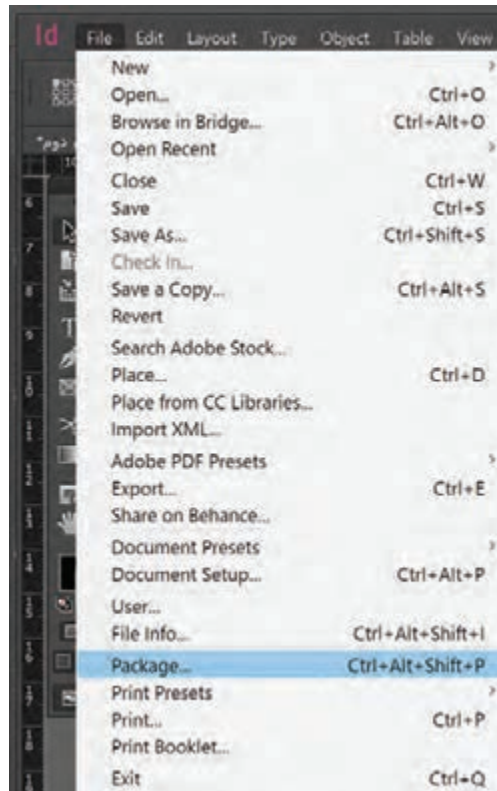 Id File Edit Layout Type Object Table View
New
Open... Ctrl+O
Browse in Bridge... Ctrl+Alt+O
Open Recent
Close Ctrl+W
Save Ctrl+S
Save As... Ctrl+Shift+S
Check In...
Save a Copy... Ctrl+Alt+S
Revert
Search Adobe Stock...
Place... Ctrl+D
Place from CC Libraries...
Import XML...
Adobe PDF Presets
Export... Ctrl+E
Share on Behance...
Document Presets
Document Setup... Ctrl+Alt+P
User...
File Info... Ctrl+Alt+Shift+I
Package... Ctrl+Alt+Shift+P
Print Presets
Print... Ctrl+P
Print Booklet...
Exit Ctrl+Q